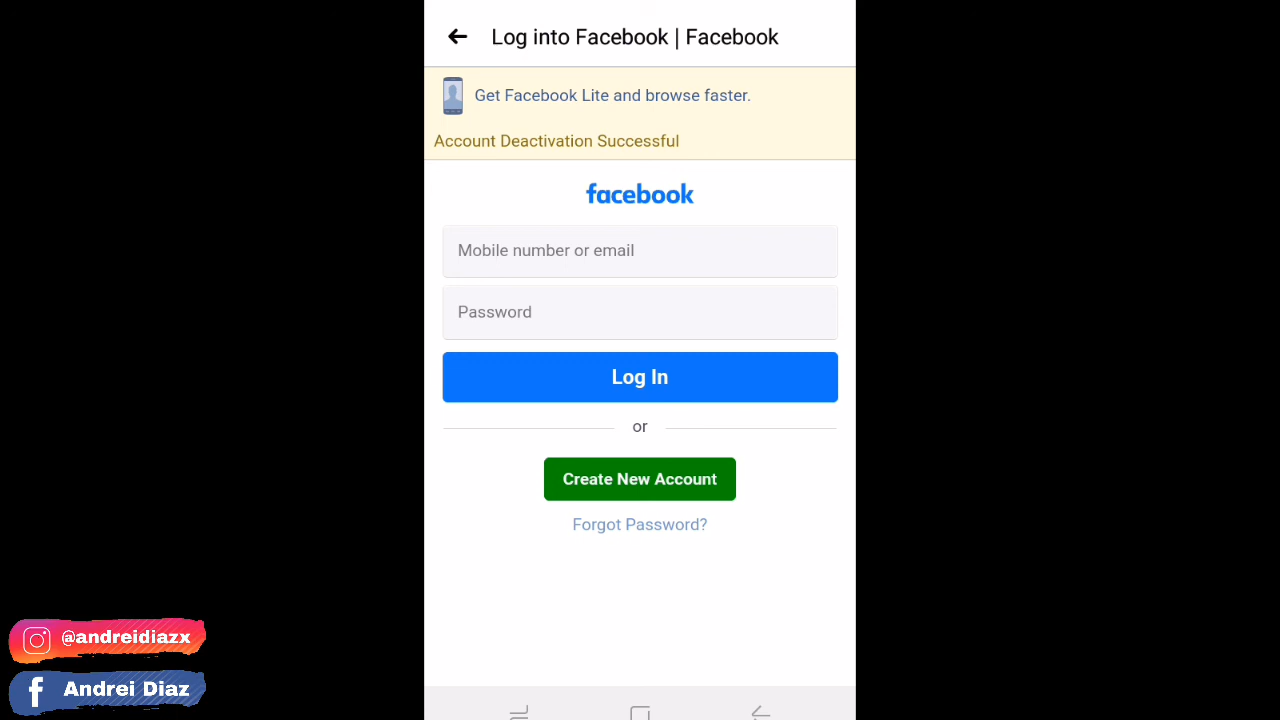 Log into Facebook | Facebook
Get Facebook Lite and browse faster.
Account Deactivation Successful
facebook
Mobile number or email
Password
Log In
or
Create New Account
Forgot Password?
@andreidiazx
Andrei Diaz